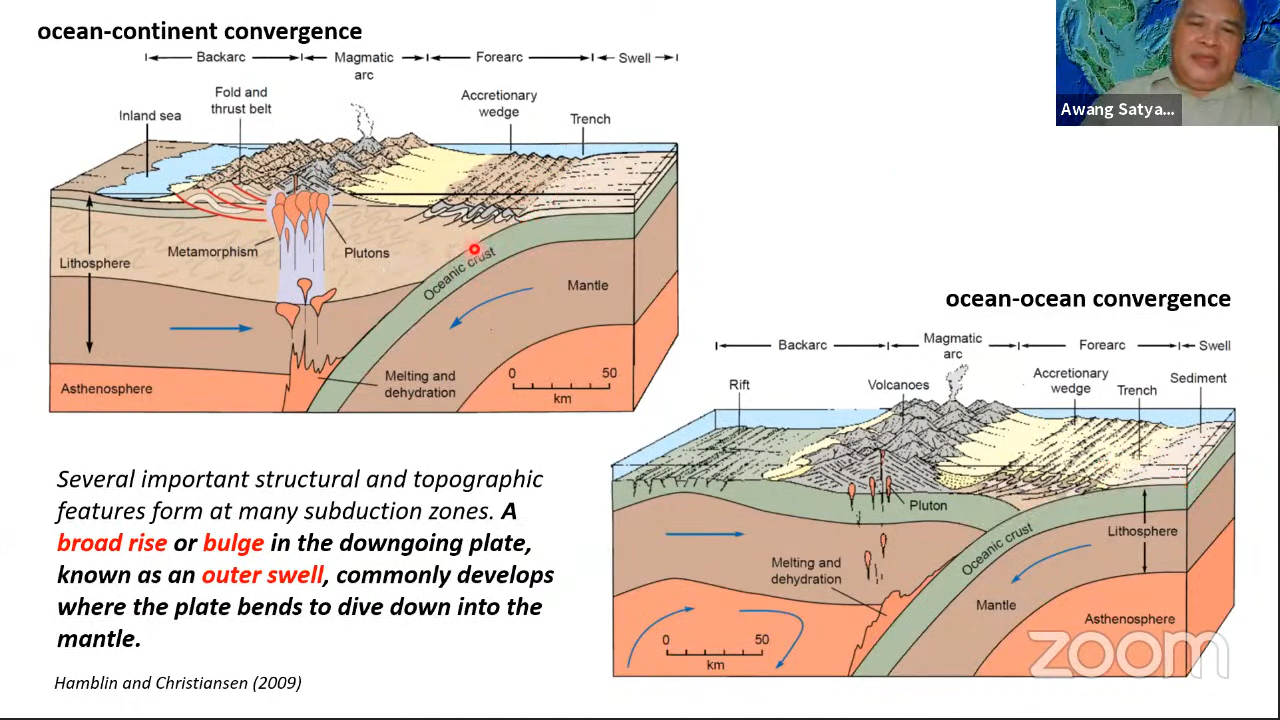 ocean-continent convergence
Backarc
Magmatic
arc
Forearc
Swell
Fold and
thrust belt
Accretionary
wedge
Inland sea
Trench
Metamorphism
Plutons
Lithosphere
Oceanic crust
Mantle
Asthenosphere
Melting and
dehydration
0 50
km
Awang Satya...
ocean-ocean convergence
Backarc
Magmatic
arc
Forearc
Swell
Rift
Volcanoes
Accretionary
wedge
Trench
Sediment
Pluton
Lithosphere
Oceanic crust
Melting and
dehydration
Mantle
Asthenosphere
0 50
km
Several important structural and topographic
features form at many subduction zones. A
broad rise or bulge in the downgoing plate,
known as an outer swell, commonly develops
where the plate bends to dive down into the
mantle.
Hamblin and Christiansen (2009)
zoom